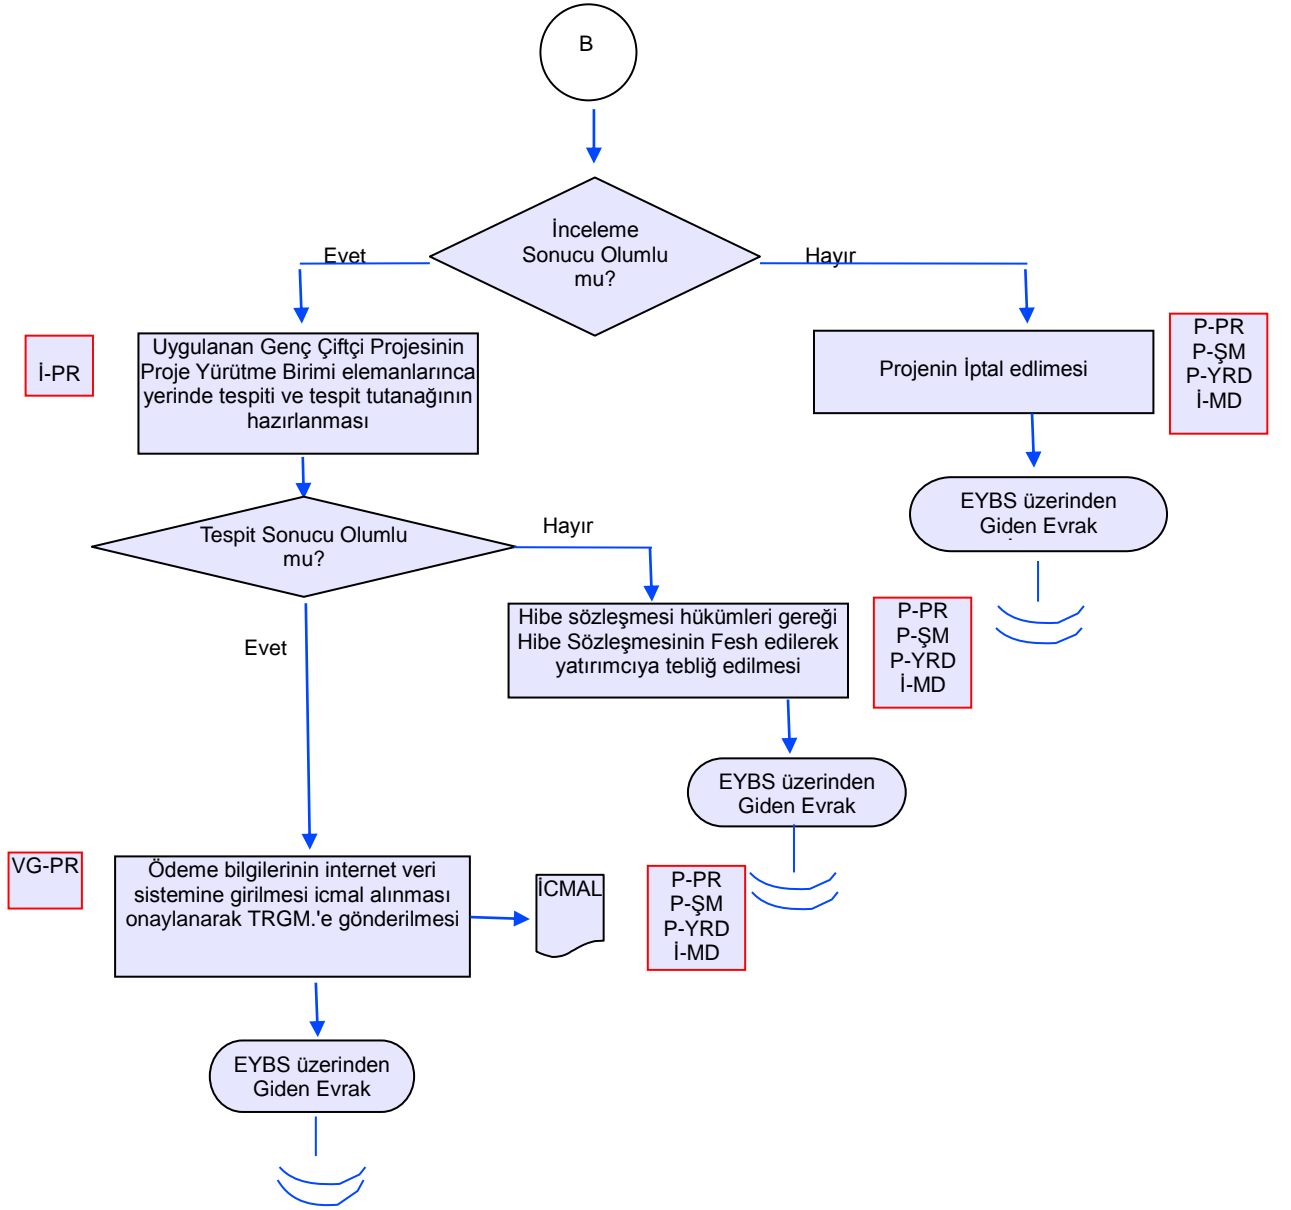 B
İnceleme
Sonucu Olumlu
mu?
Evet
Hayır
İ-PR
Uygulanan Genç Çiftçi Projesinin
Proje Yürütme Birimi elemanlarınca
yerinde tespiti ve tespit tutanağının
hazırlanması
Projenin İptal edlimesi
P-PR
P-ŞM
P-YRD
İ-MD
EYBS üzerinden
Giden Evrak
Tespit Sonucu Olumlu
mu?
Hayır
Evet
Hibe sözleşmesi hükümleri gereği
Hibe Sözleşmesinin Fesh edilerek
yatırımcıya tebliğ edilmesi
P-PR
P-ŞM
P-YRD
İ-MD
EYBS üzerinden
Giden Evrak
VG-PR
Ödeme bilgilerinin internet veri
sistemine girilmesi icmal alınması
onaylanarak TRGM.'e gönderilmesi
İCMAL
P-PR
P-ŞM
P-YRD
İ-MD
EYBS üzerinden
Giden Evrak